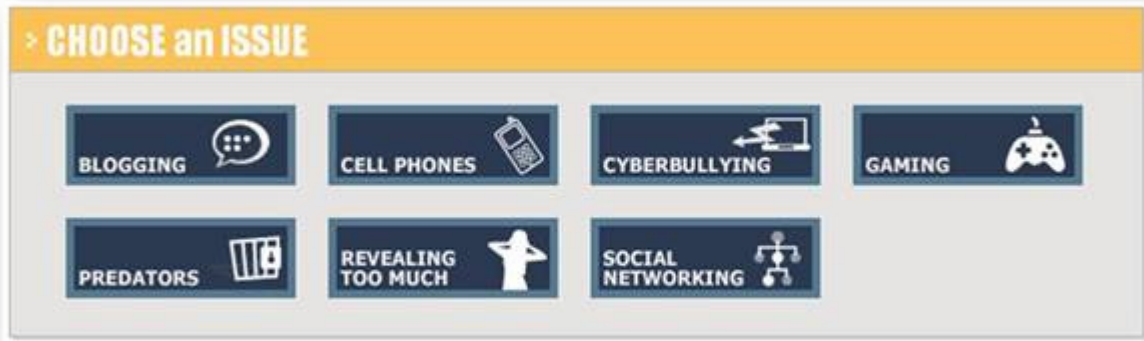 > CHOOSE an ISSUE
BLOGGING
CELL PHONES
CYBERBULLYING
GAMING
PREDATORS
REVEALING
TOO MUCH
SOCIAL
NETWORKING